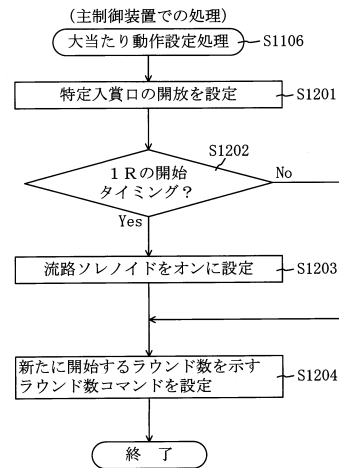 (主制御装置での処理)
大当たり動作設定処理
S1106
特定入賞口の開放を設定
S1201
S1202
1Rの開始
タイミング?
No
Yes
流路ソレノイドをオンに設定
S1203
新たに開始するラウンド数を示す
ラウンド数コマンドを設定
S1204
終 了